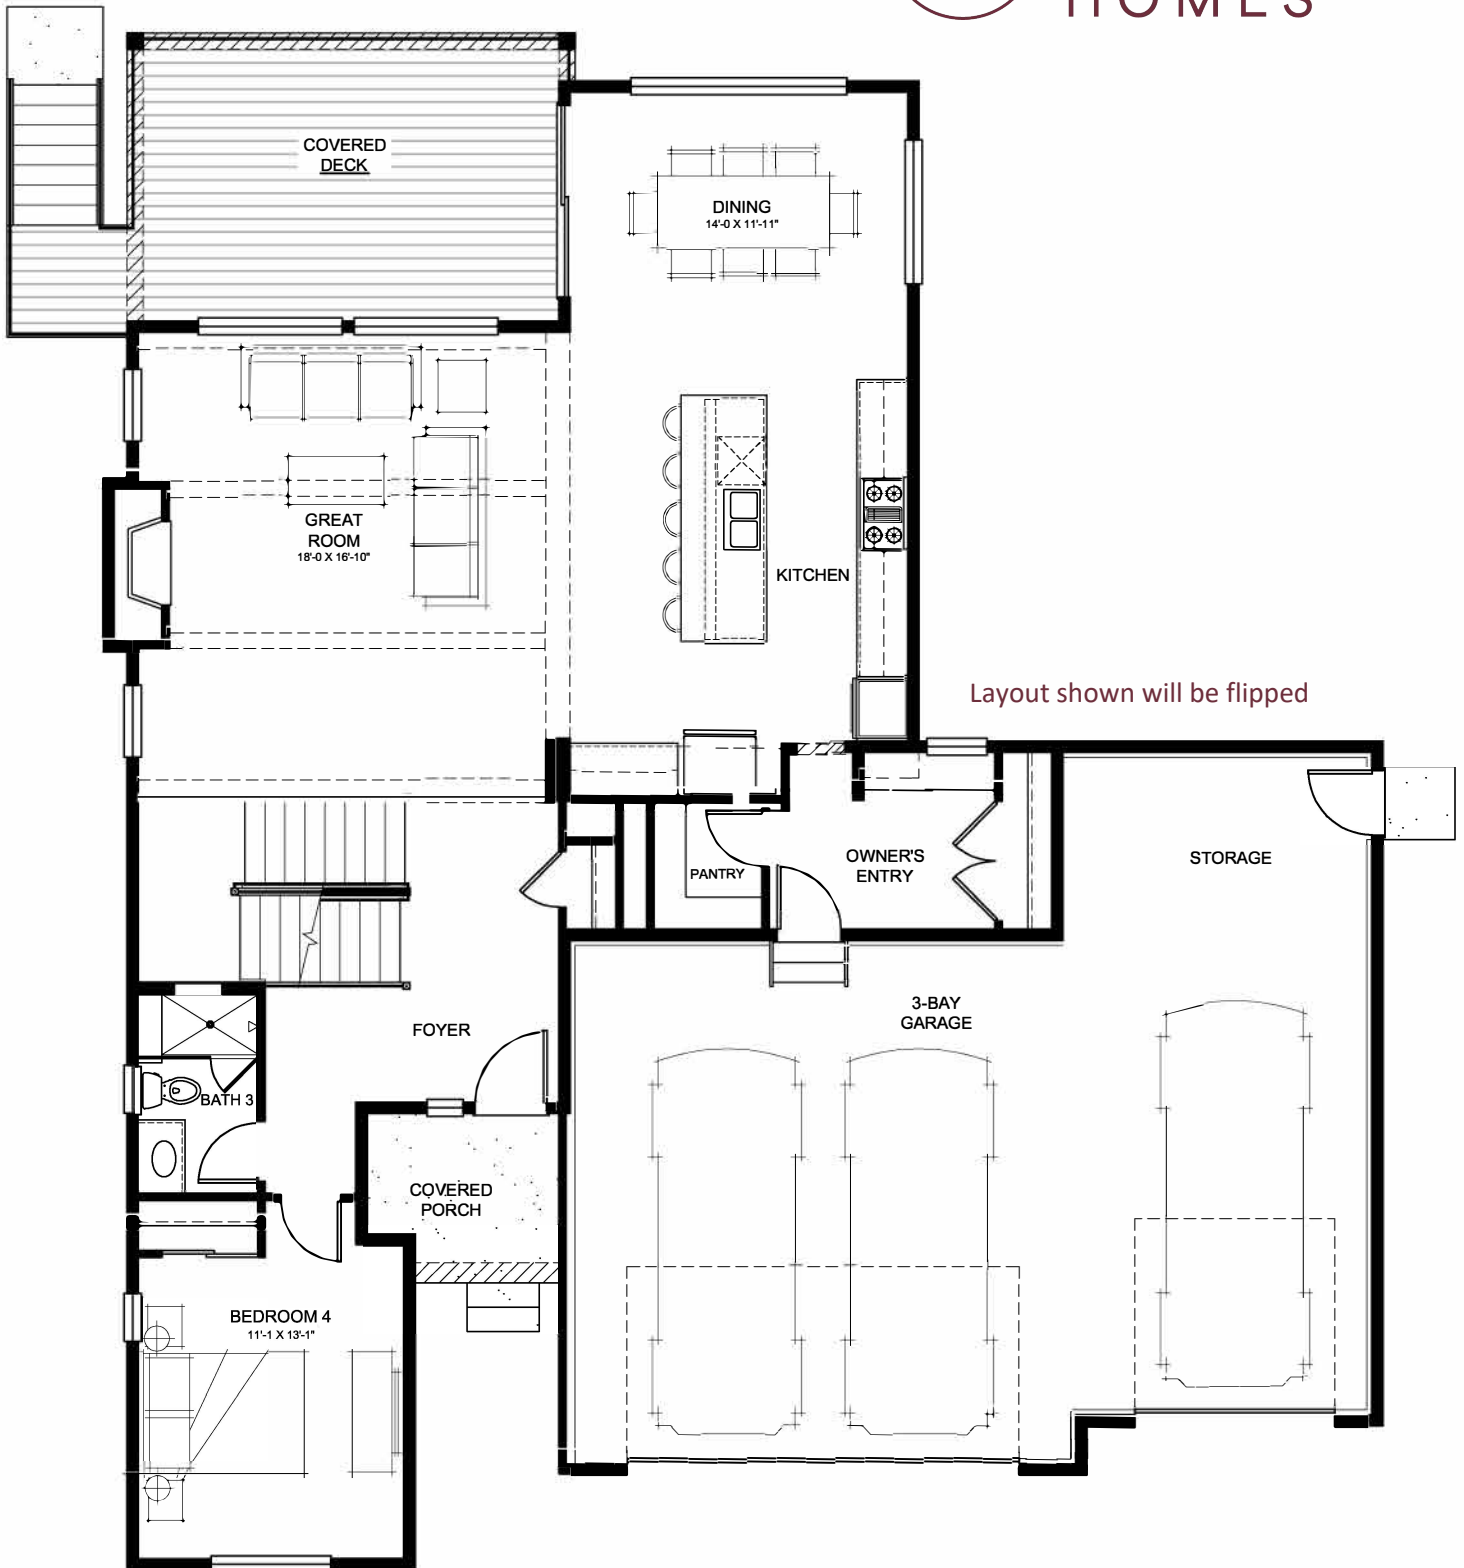 HOMES
COVERED
DECK
DINING
14'-0 X 11'-11"
GREAT
ROOM
18'-0 X 16'-10"
KITCHEN
Layout shown will be flipped
PANTRY
OWNER'S
ENTRY
STORAGE
3-BAY
GARAGE
FOYER
BATH 3
COVERED
PORCH
BEDROOM 4
11'-1 X 13'-1"